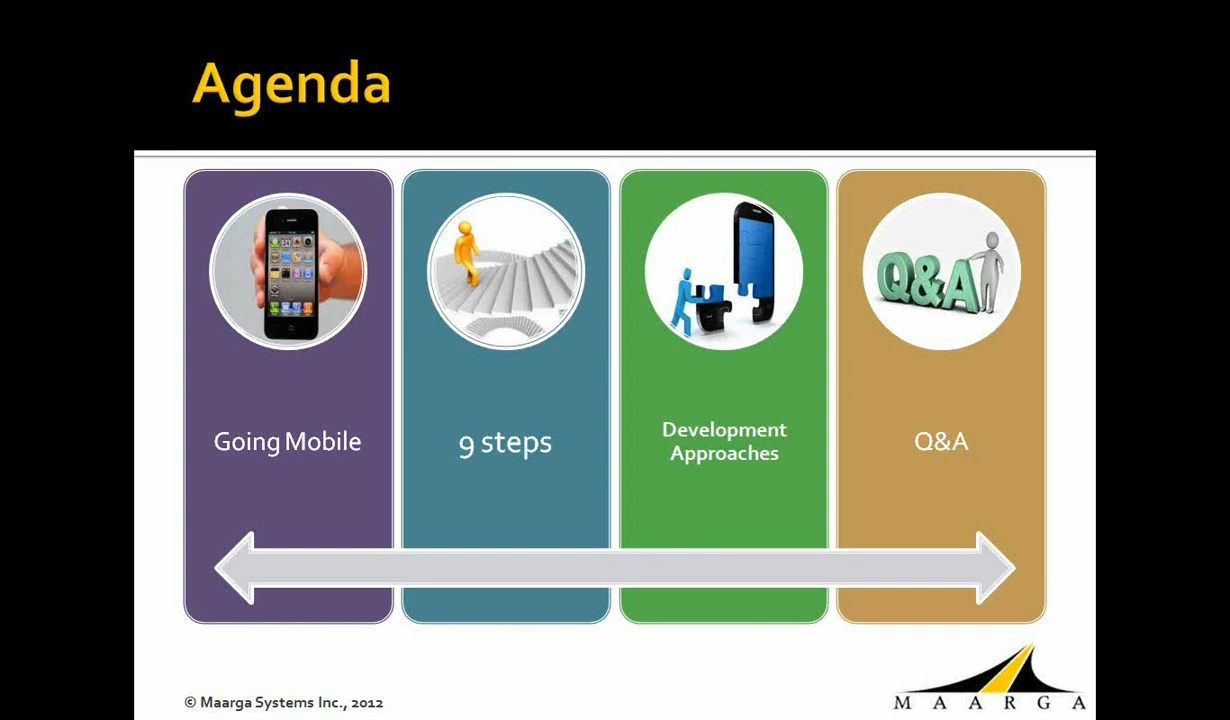 Agenda
Going Mobile
9 steps
Development
Approaches
Q&A
Q&A
© Maarga Systems Inc., 2012
MAARGA